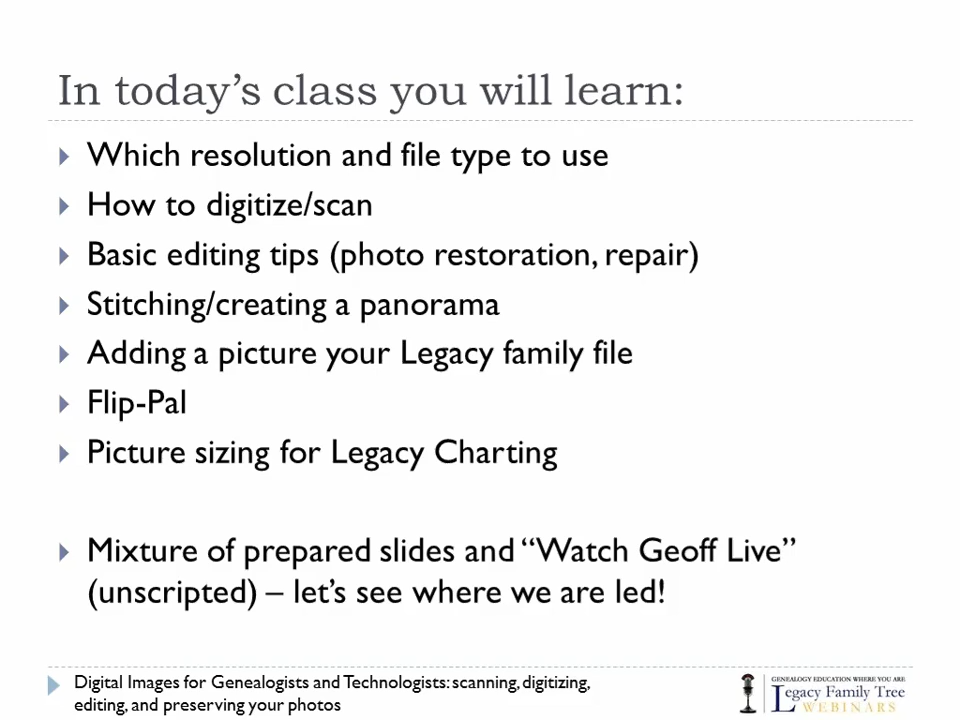 In today's class you will learn:
Which resolution and file type to use
How to digitize/scan
Basic editing tips (photo restoration, repair)
Stitching/creating a panorama
Adding a picture your Legacy family file
Flip-Pal
Picture sizing for Legacy Charting
Mixture of prepared slides and “Watch Geoff Live”
(unscripted) – let's see where we are led!
Digital Images for Genealogists and Technologists: scanning, digitizing,
editing, and preserving your photos
GENEALOGY EDUCATION WHERE YOU ARE
Legacy Family Tree
WEBINARS